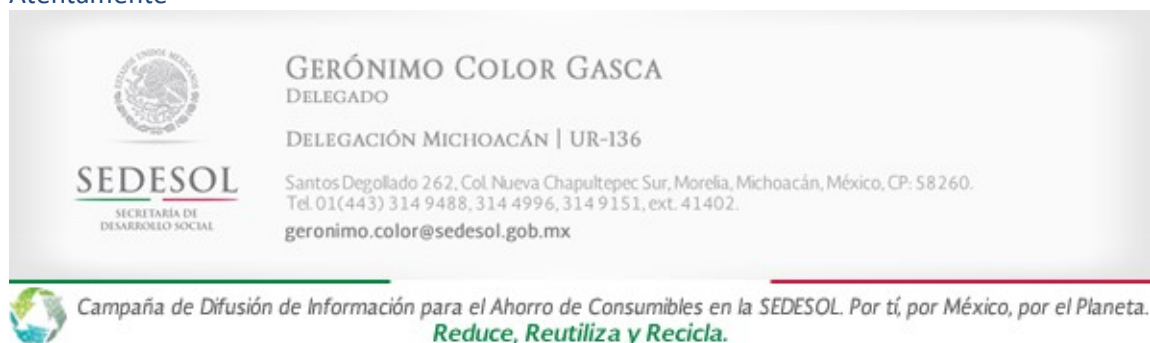 Atentamente
GERÓNIMO COLOR GASCA
DELEGADO
DELEGACIÓN MICHOACÁN | UR-136
SEDESOL
SECRETARÍA DE
DESARROLLO SOCIAL
Santos Degollado 262, Col. Nueva Chapultepec Sur, Morelia, Michoacán, México, CP: 58260.
Tel. 01(443) 314 9488, 314 4996, 314 9151, ext. 41402.
geronimo.color@sedesol.gob.mx
Campaña de Difusión de Información para el Ahorro de Consumibles en la SEDESOL. Por tí, por México, por el Planeta.
Reduce, Reutiliza y Recicla.